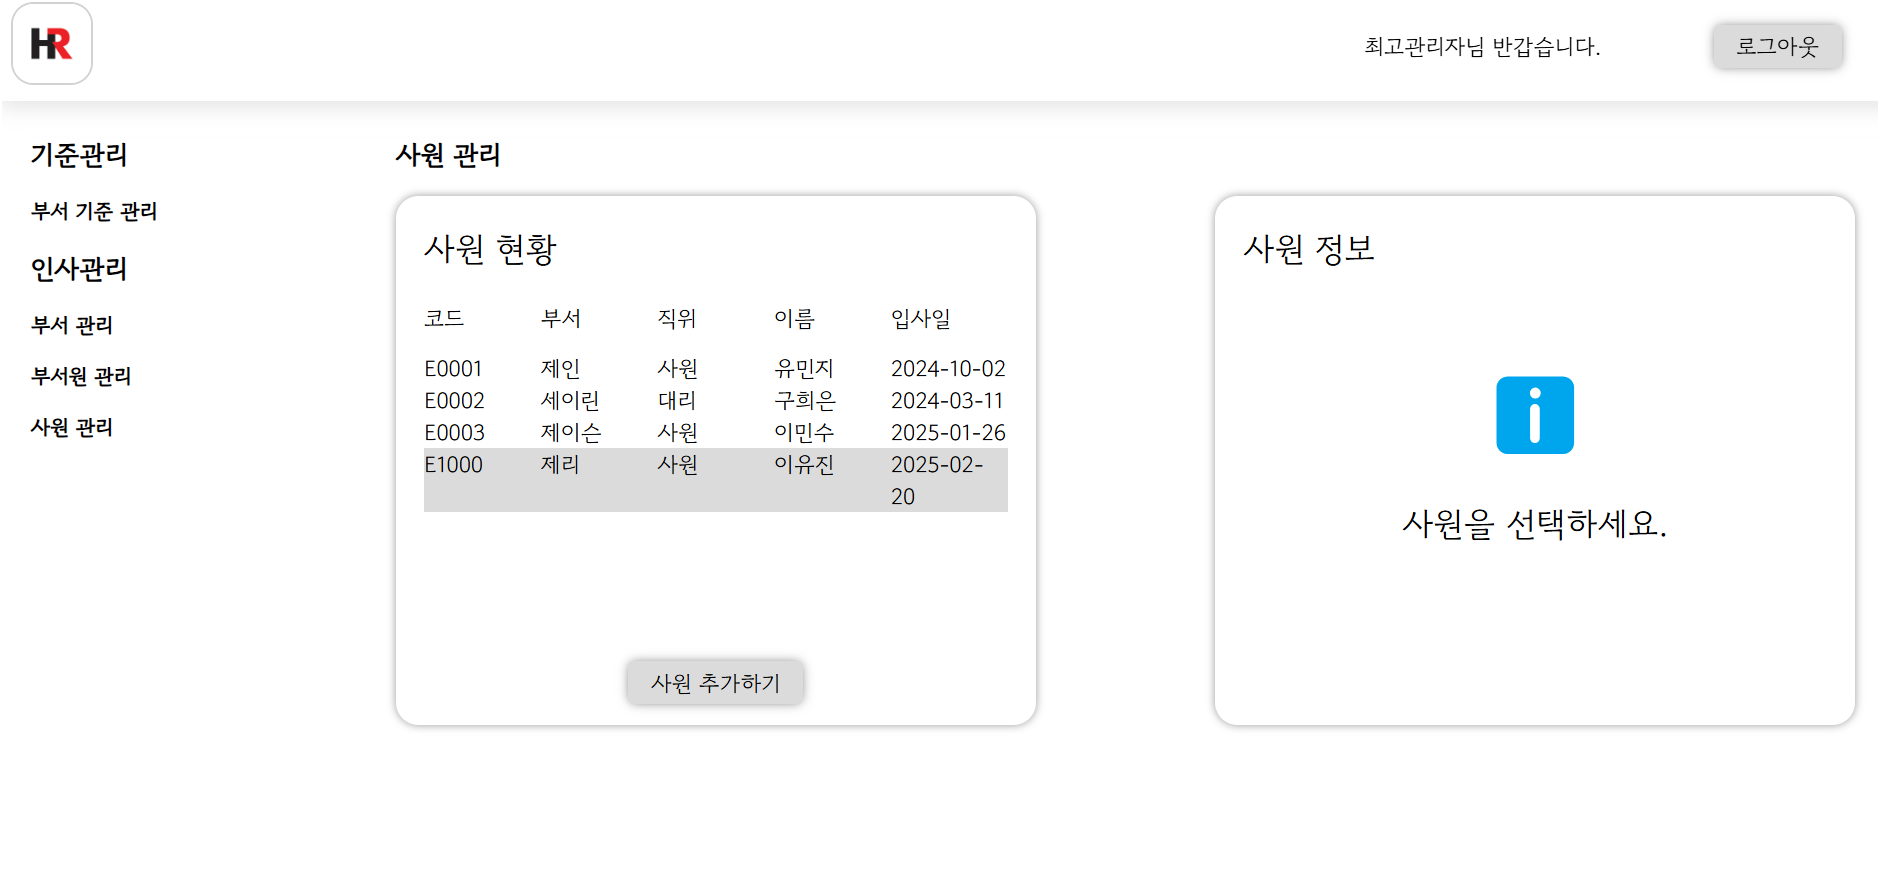 HR
최고관리자님 반갑습니다.
로그아웃
기준관리
부서 기준 관리
인사관리
부서 관리
부서원 관리
사원 관리
사원 관리
사원 현황
코드 부서 직위 이름 입사일
E0001 제인 사원 유민지 2024-10-02
E0002 세이린 대리 구희은 2024-03-11
E0003 제이슨 사원 이민수 2025-01-26
E1000 제리 사원 이유진 2025-02-
20
사원 추가하기
사원 정보
사원을 선택하세요.